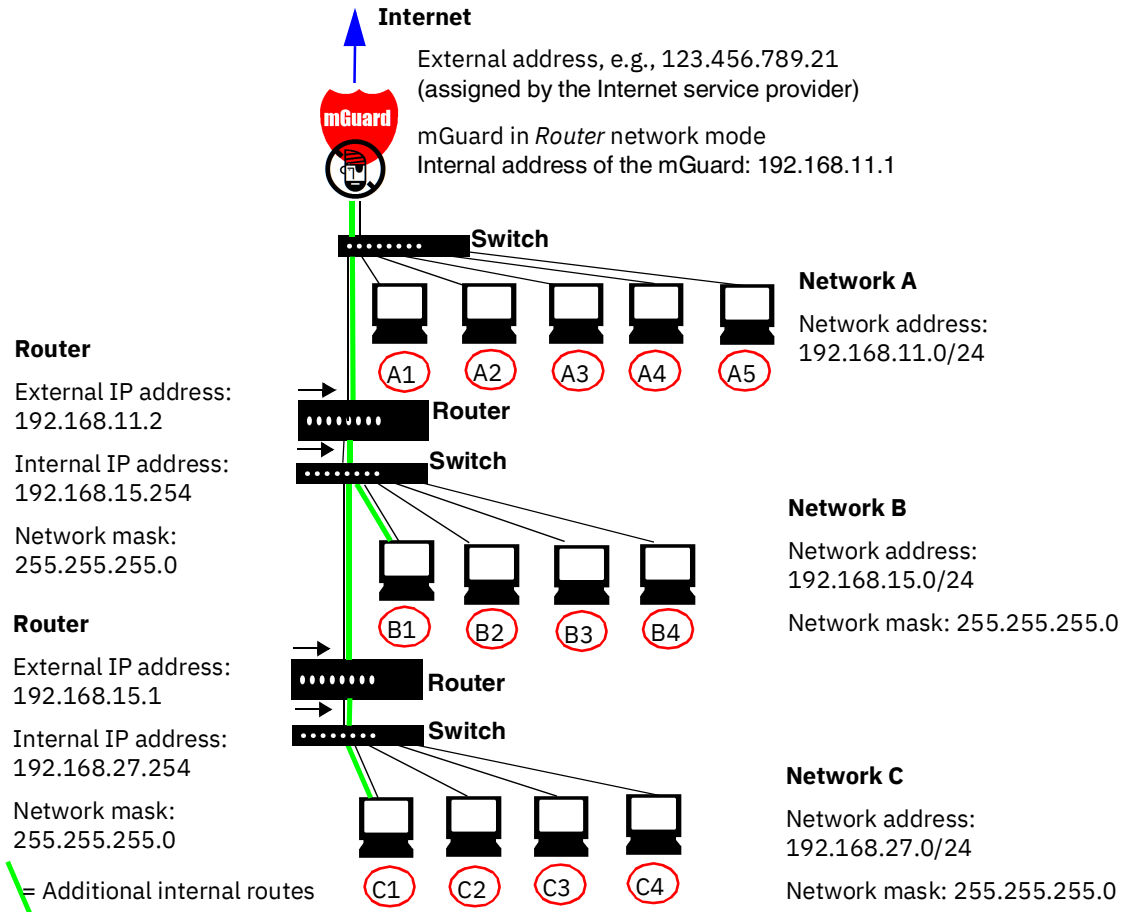 Internet
External address, e.g., 123.456.789.21
(assigned by the Internet service provider)
mGuard
mGuard in Router network mode
Internal address of the mGuard: 192.168.11.1
Switch
Network A
Network address:
192.168.11.0/24
A1
A2
A3
A4
A5
Router
External IP address:
192.168.11.2
Internal IP address:
192.168.15.254
Network mask:
255.255.255.0
Router
Switch
Network B
Network address:
192.168.15.0/24
Network mask: 255.255.255.0
B1
B2
B3
B4
Router
External IP address:
192.168.15.1
Internal IP address:
192.168.27.254
Network mask:
255.255.255.0
Router
Switch
Network C
Network address:
192.168.27.0/24
Network mask: 255.255.255.0
C1
C2
C3
C4
= Additional internal routes